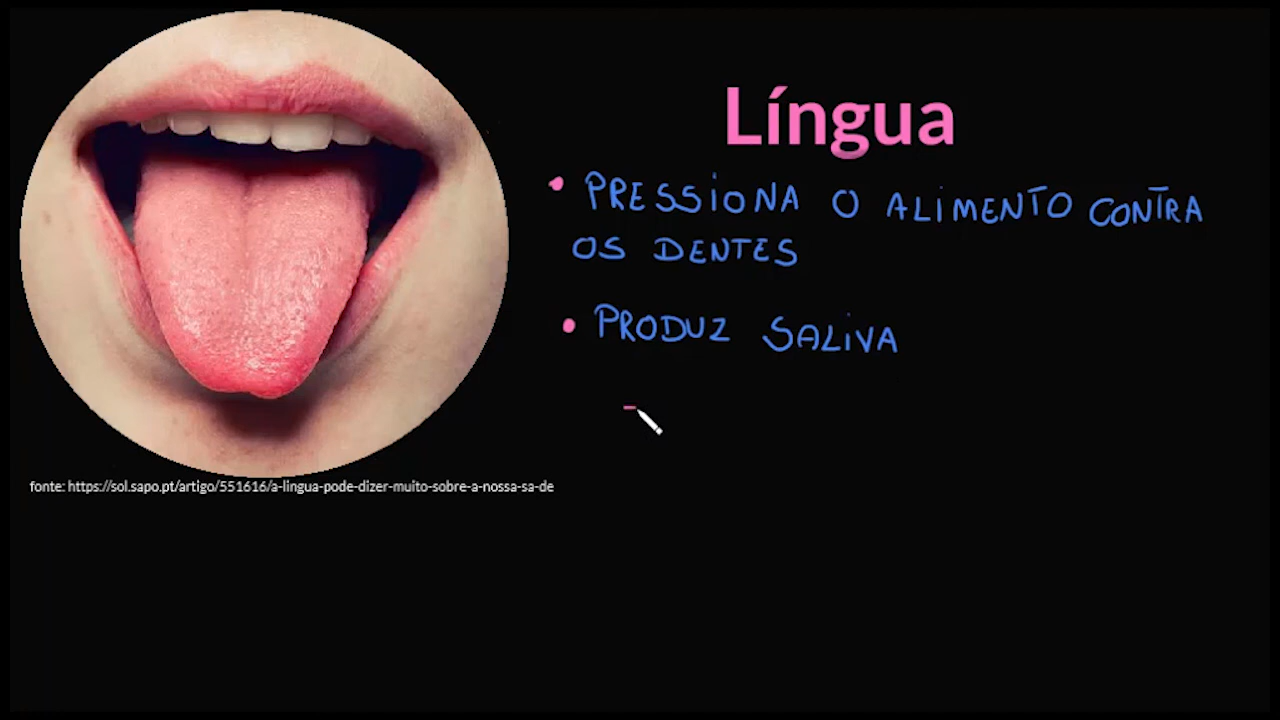 Língua
• PRESSIONA O ALIMENTO CONTRA
OS DENTES
• PRODUZ SALIVA
-
fonte: https://sol.sapo.pt/artigo/551616/a-lingua-pode-dizer-muito-sobre-a-nossa-sa-de